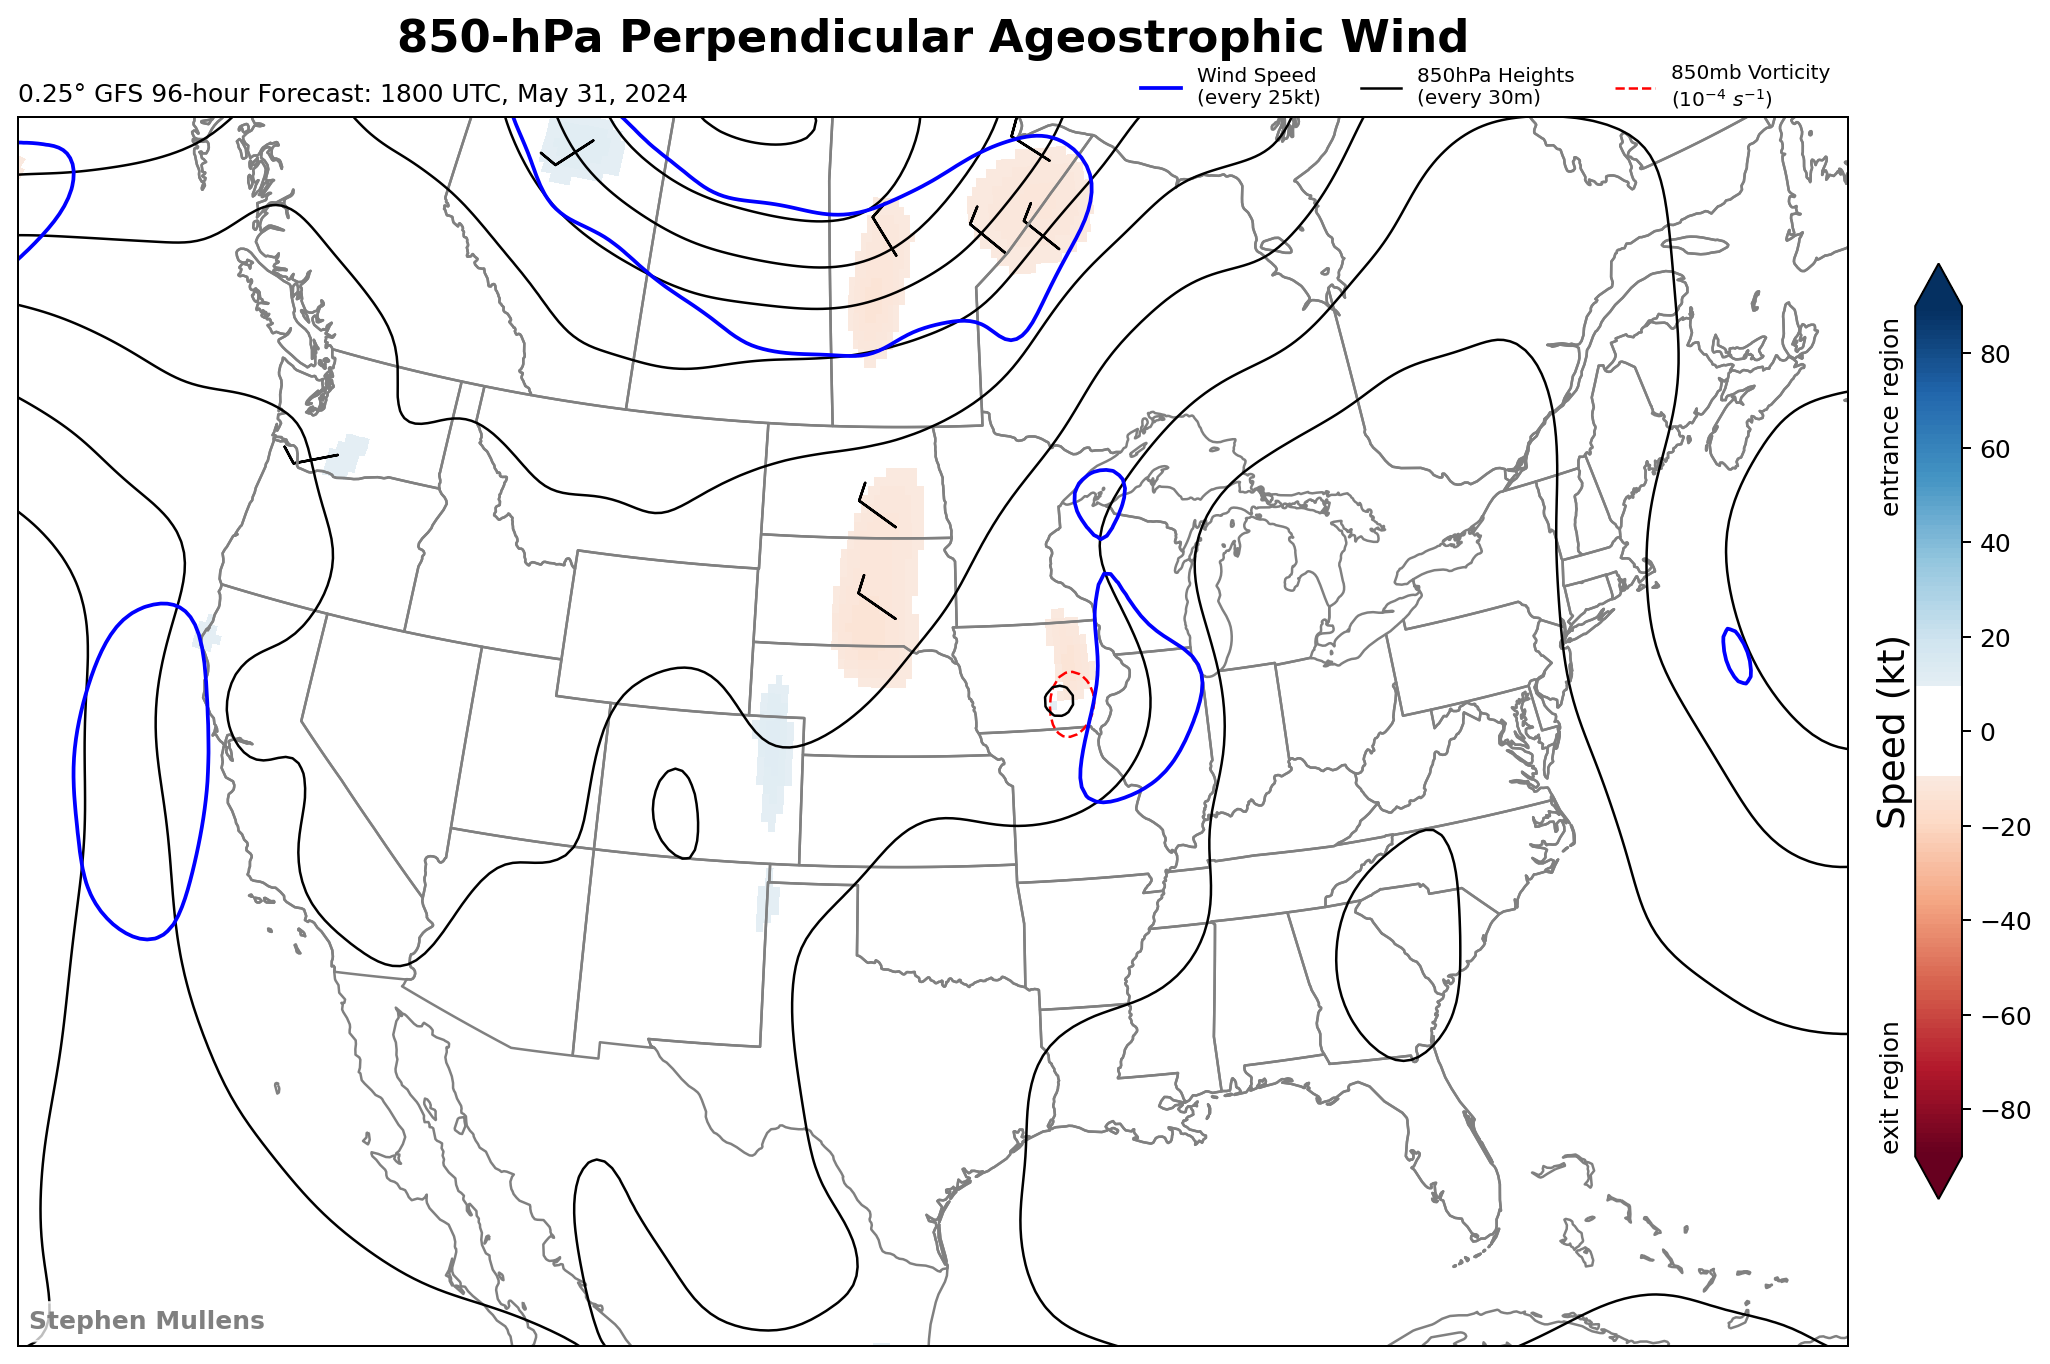 850-hPa Perpendicular Ageostrophic Wind
0.25° GFS 96-hour Forecast: 1800 UTC, May 31, 2024
Wind Speed
(every 25kt)
850hPa Heights
(every 30m)
850mb Vorticity
(10⁻⁴ s⁻¹)
entrance region
Speed (kt)
exit region
80
60
40
20
0
−20
−40
−60
−80
Stephen Mullens